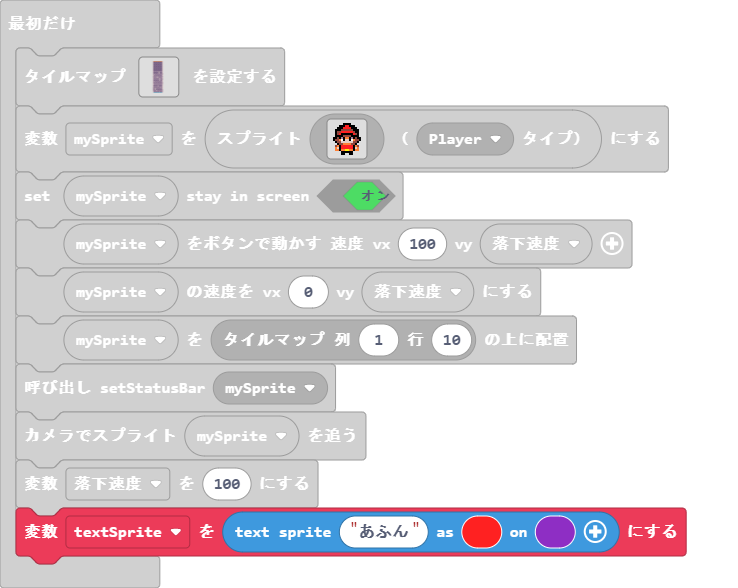 最初だけ
タイルマップ を設定する
変数 mySprite を スプライト ( Player タイプ) にする
set mySprite stay in screen オン
mySprite をボタンで動かす 速度 vx 100 vy 落下速度
mySprite の速度を vx 0 vy 落下速度 にする
mySprite を タイルマップ 列 1 行 10 の上に配置
呼び出し setStatusBar mySprite
カメラでスプライト mySprite を追う
変数 落下速度 を 100 にする
変数 textSprite を text sprite "あふん" as on にする